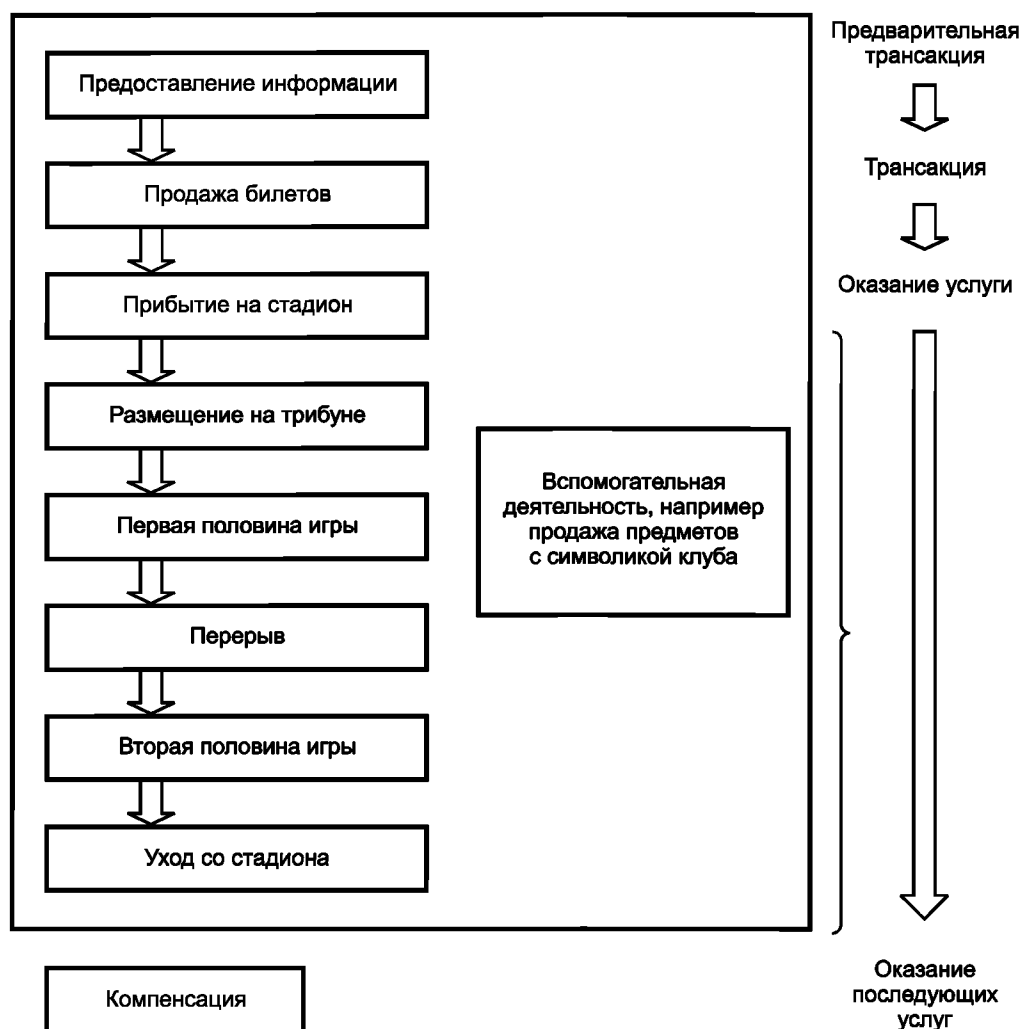 Предварительная
трансакция
Предоставление информации
Продажа билетов
Трансакция
Прибытие на стадион
Оказание услуги
Размещение на трибуне
Вспомогательная
деятельность, например
продажа предметов
с символикой клуба
Первая половина игры
Перерыв
Вторая половина игры
Уход со стадиона
Компенсация
Оказание
последующих
услуг